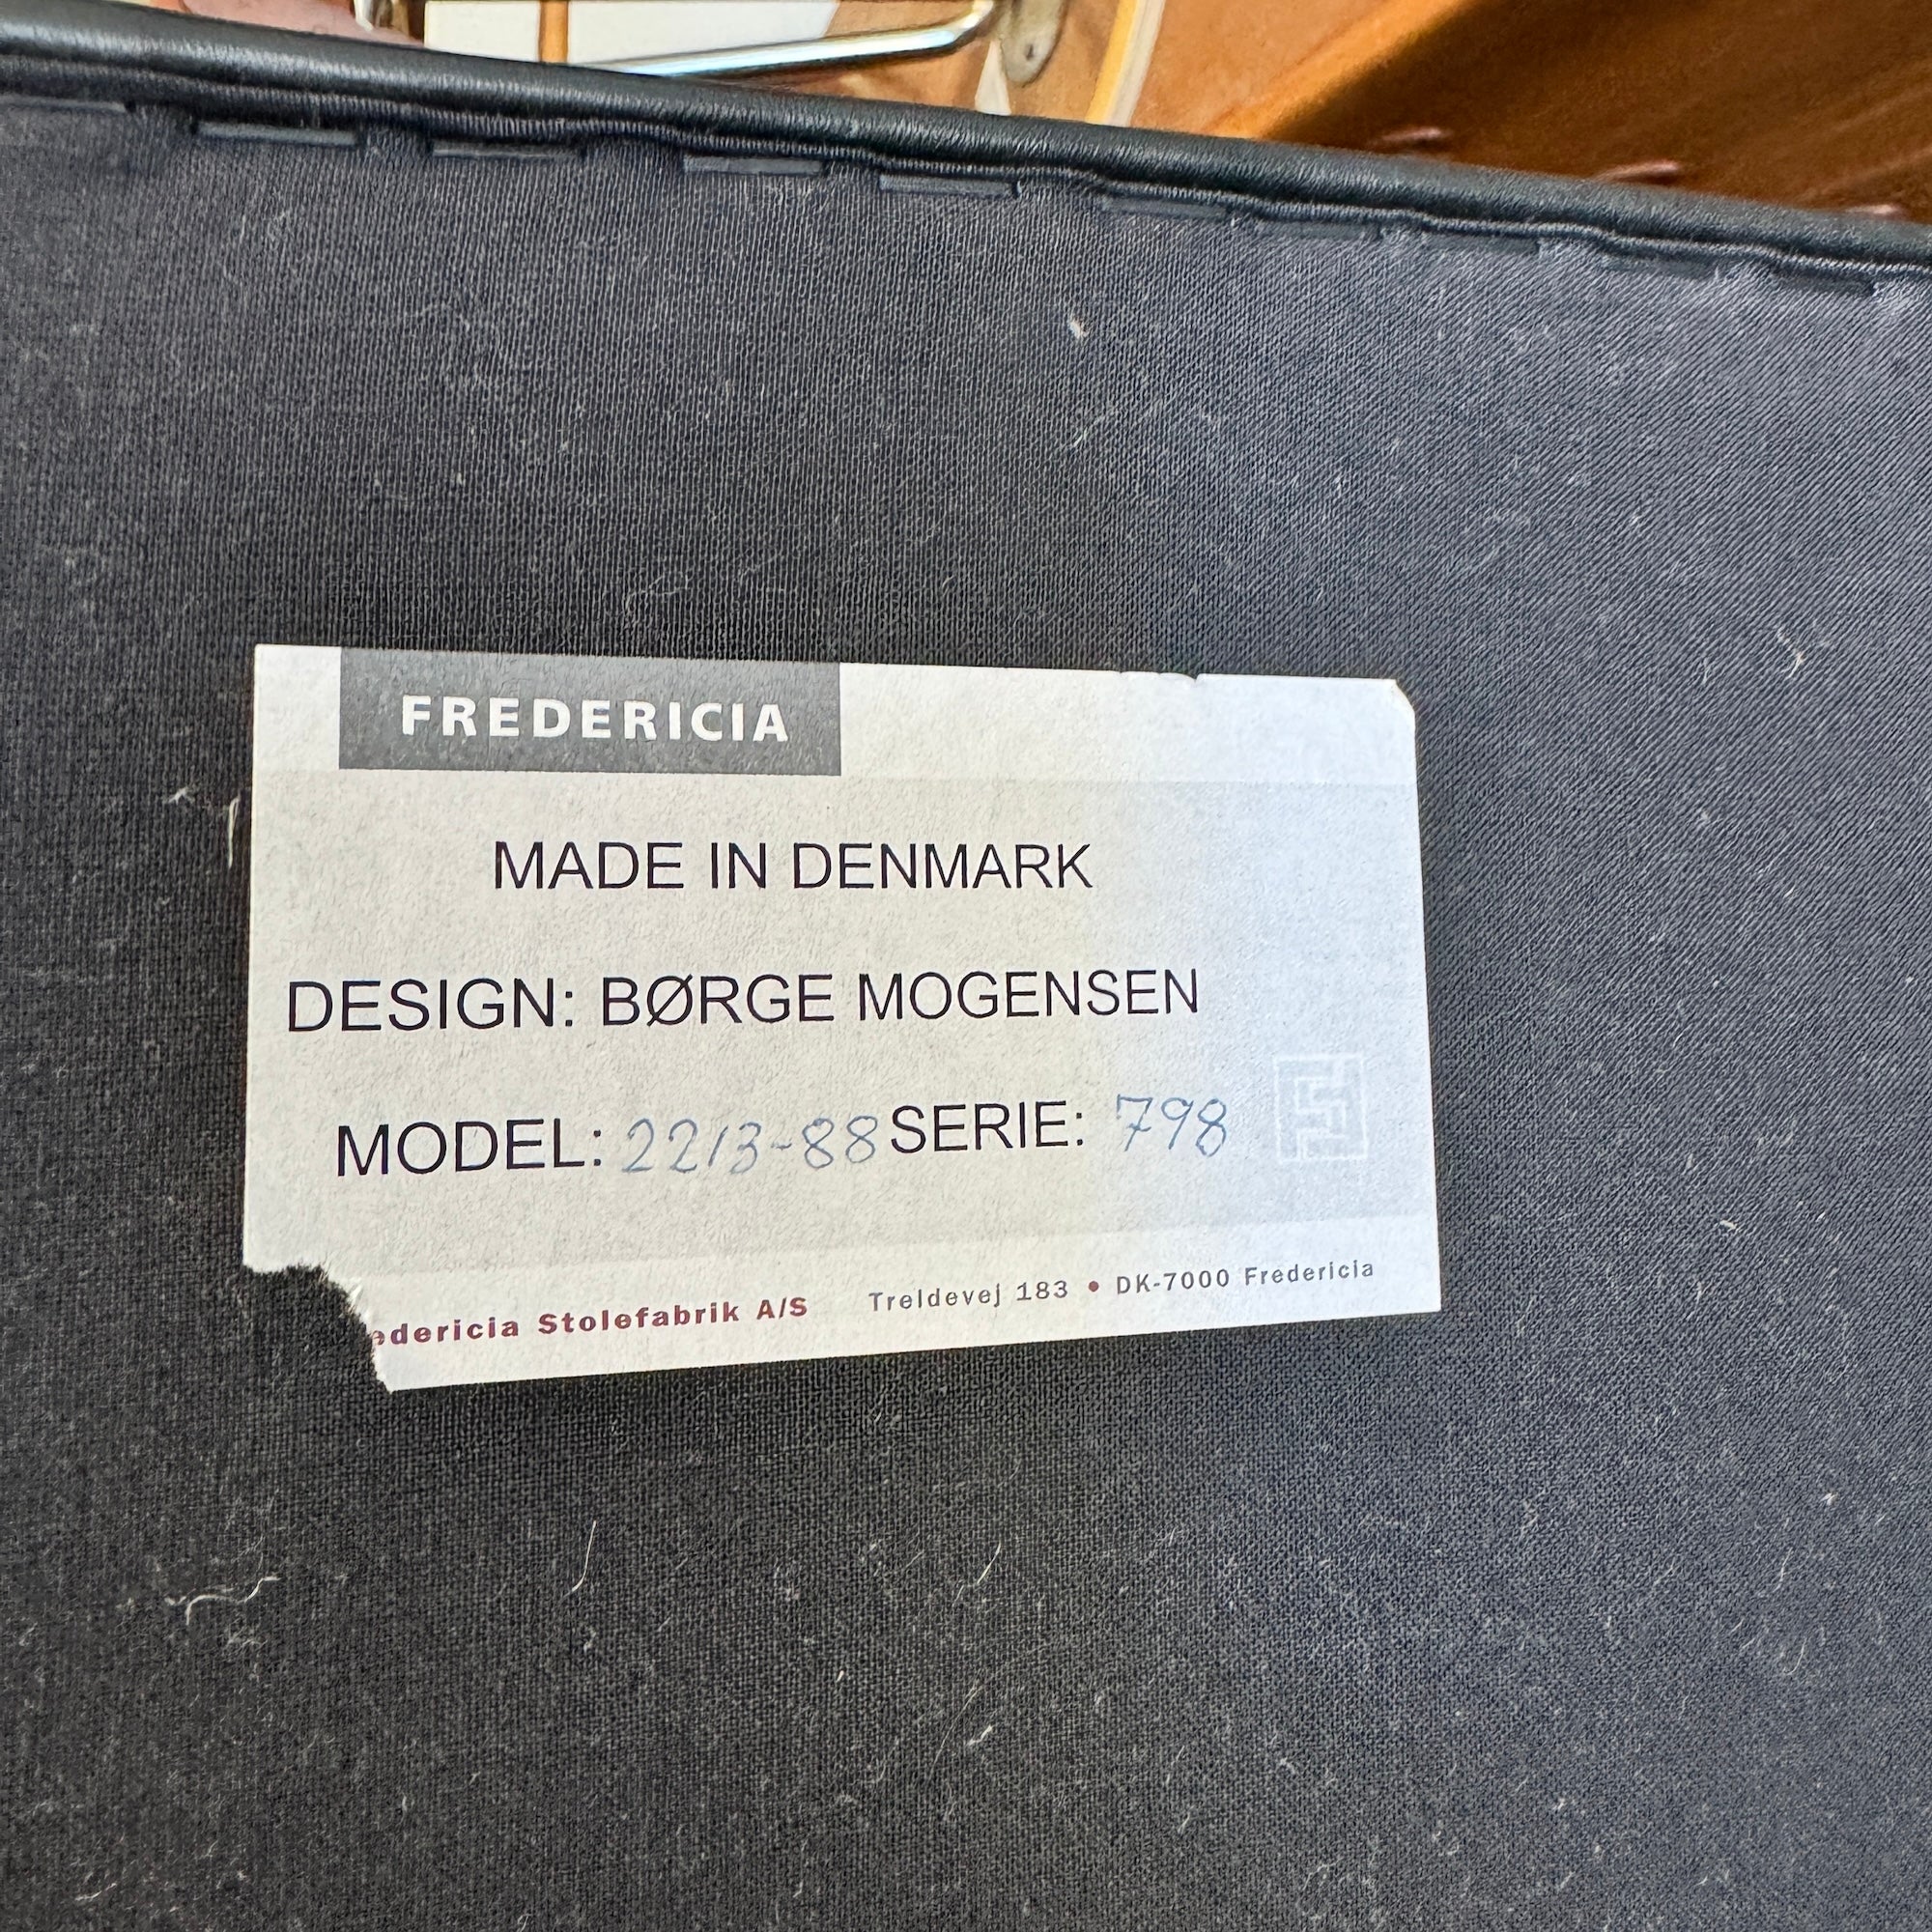 FREDERICIA
MADE IN DENMARK
DESIGN: BØRGE MOGENSEN
MODEL: 2213-88 SERIE: 798
edericia Stolefabrik A/S Treldevej 183 • DK-7000 Fredericia